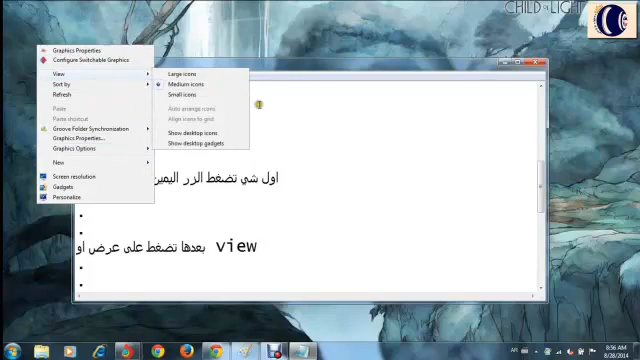 CHILD OF LIGHT
Graphics Properties
Configure Switchable Graphics
View
Sort by
Refresh
Paste
Paste shortcut
Groove Folder Synchronization
Graphics Properties...
Graphics Options
New
Screen resolution
Gadgets
Personalize
Large icons
Medium icons
Small icons
Auto arrange icons
Align icons to grid
Show desktop icons
Show desktop gadgets
اول شي تضغط الزر اليمين
بعدها تضغط على عرض او view
AR
8:56 AM
8/28/2014